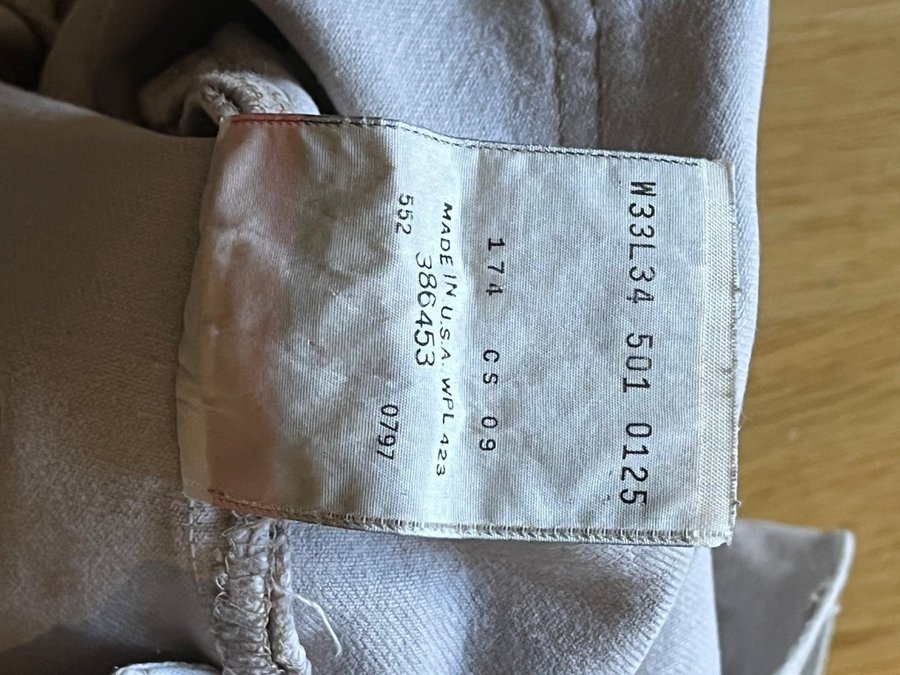 W33L34 501 0125
174 CS 09
MADE IN U.S.A. WPL 423
386453
552 0797